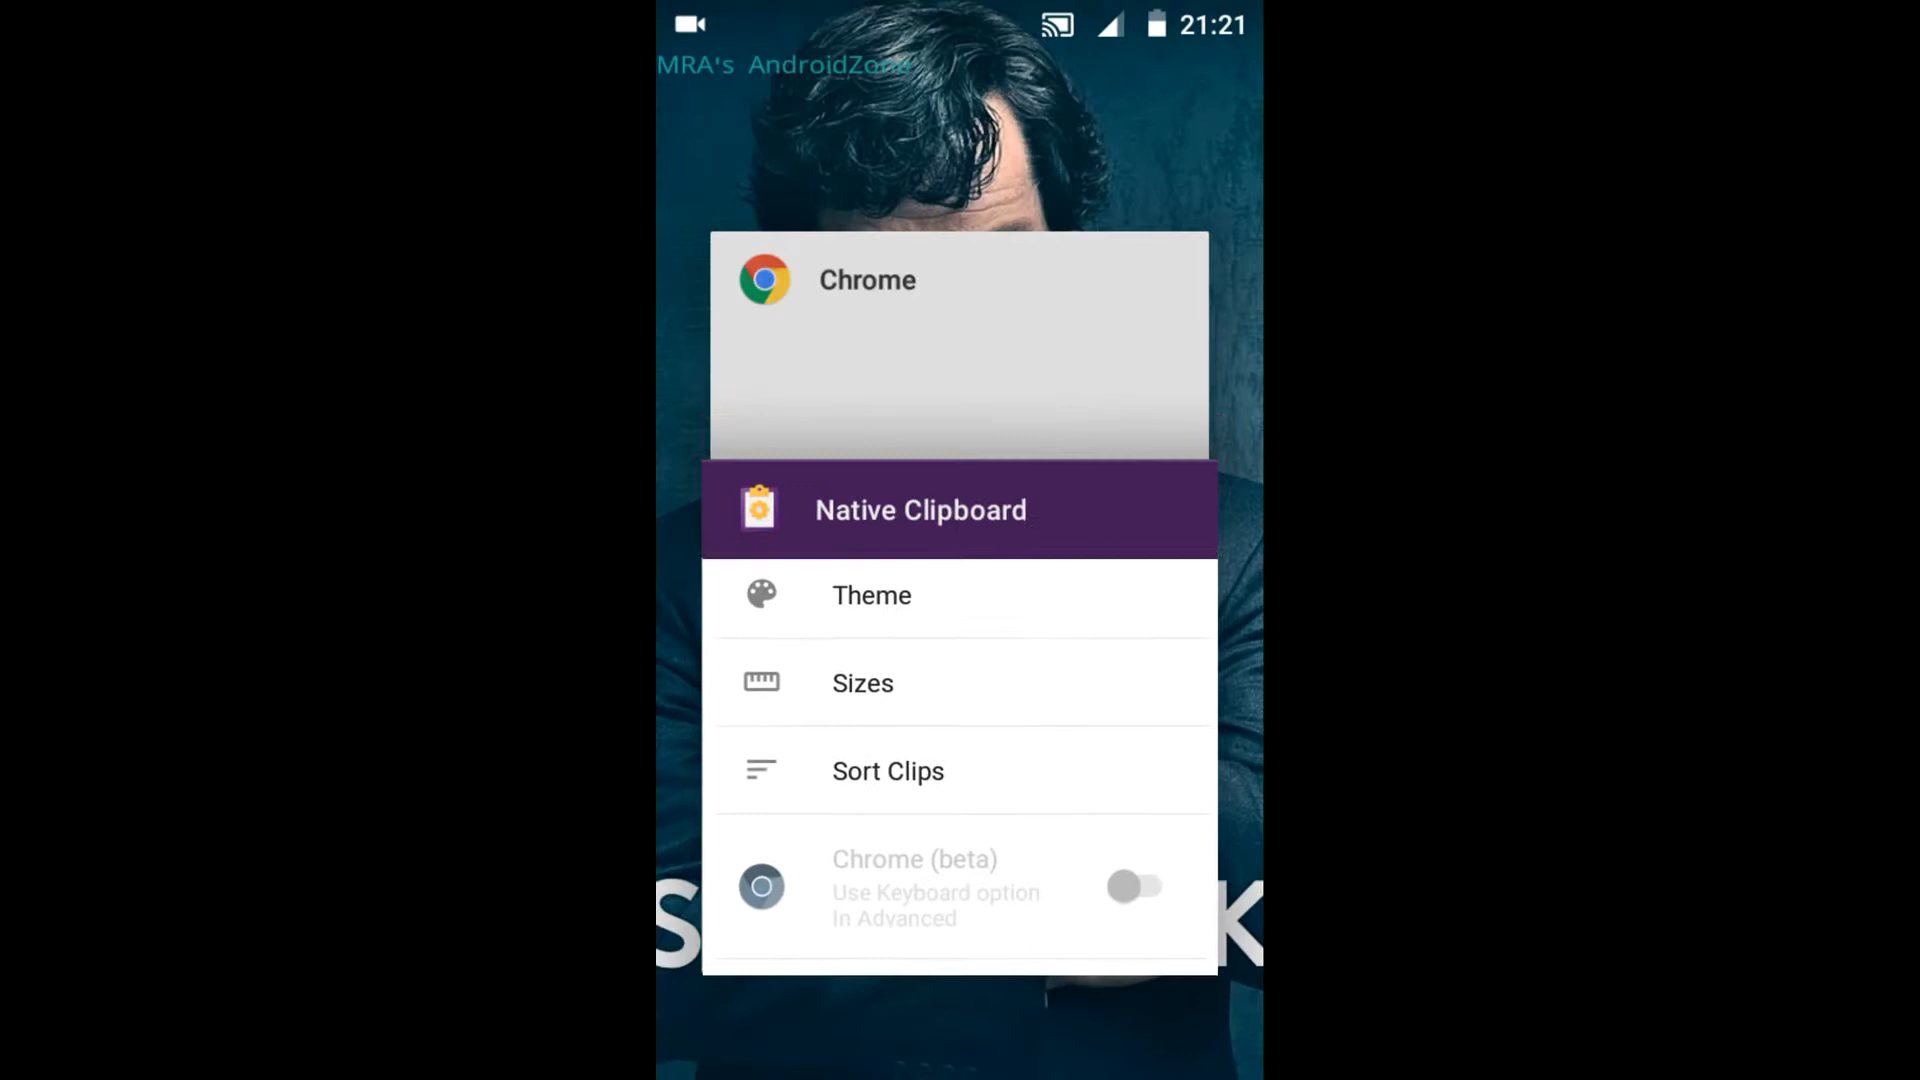 21:21
MRA's AndroidZone
Chrome
Native Clipboard
Theme
Sizes
Sort Clips
Chrome (beta)
Use Keyboard option
In Advanced
S K